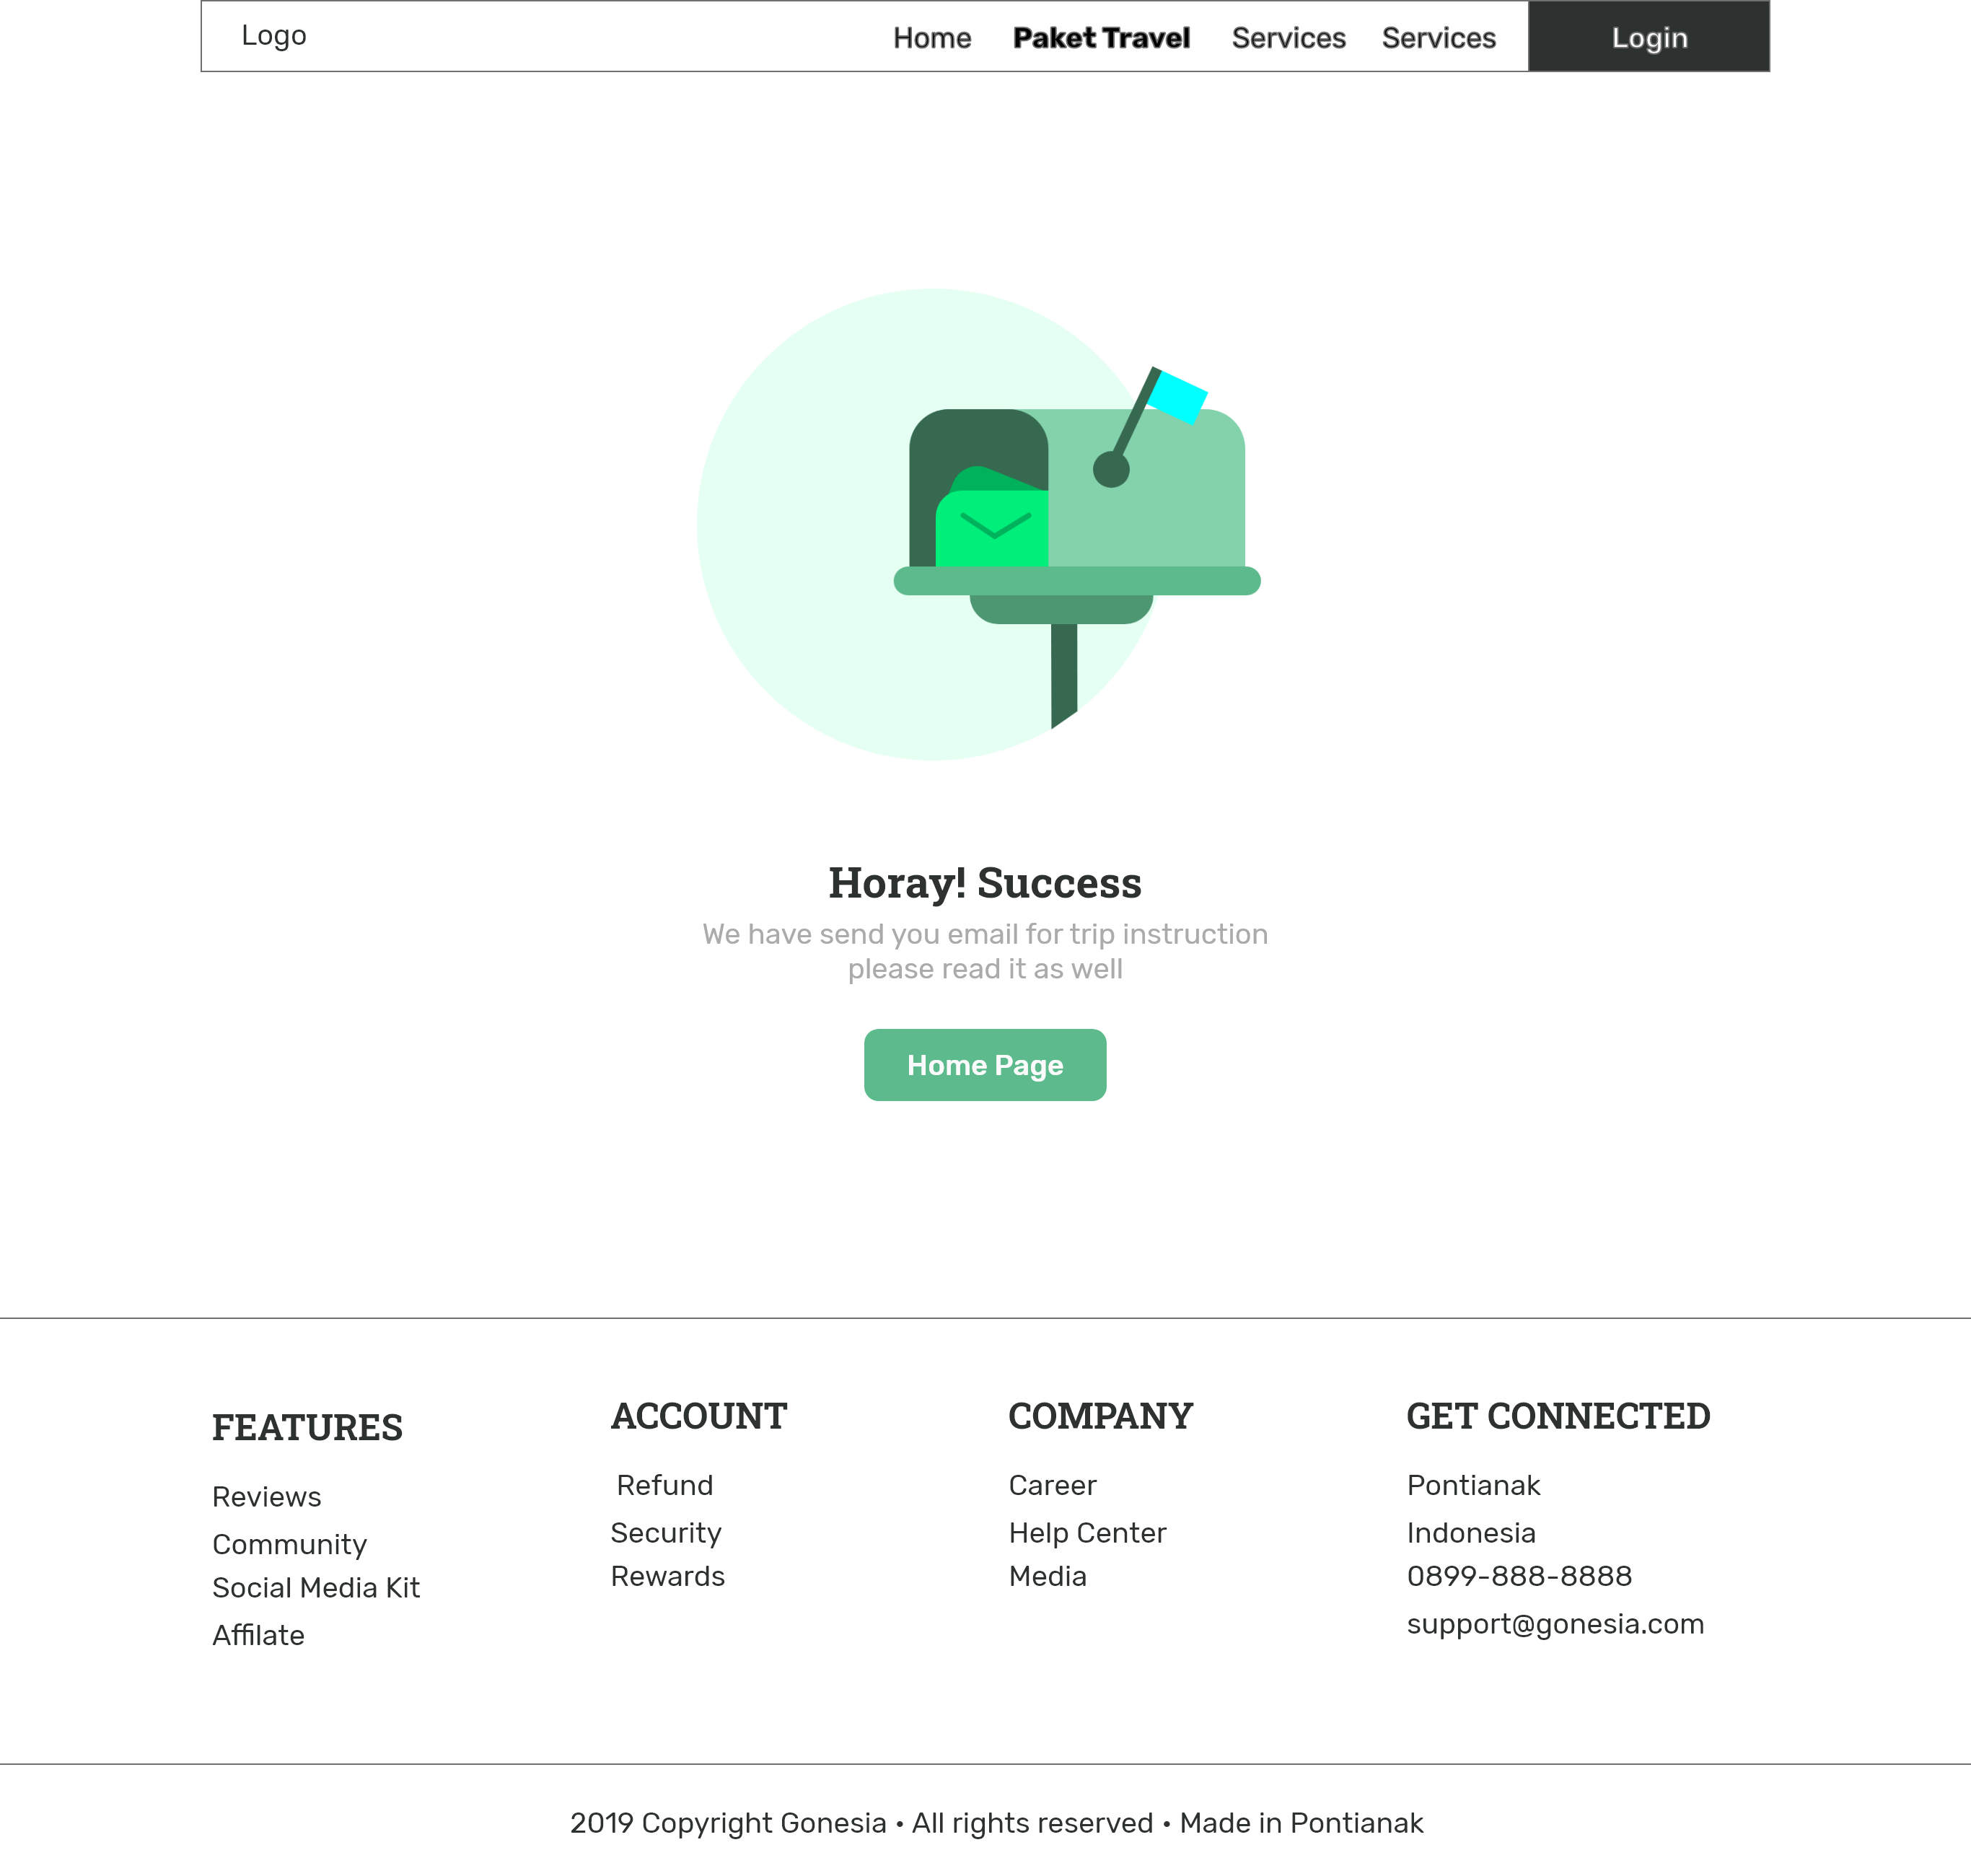 Logo
Home Paket Travel Services Services Login
Horay! Success
We have send you email for trip instruction
please read it as well
Home Page
FEATURES
Reviews
Community
Social Media Kit
Affilate
ACCOUNT
Refund
Security
Rewards
COMPANY
Career
Help Center
Media
GET CONNECTED
Pontianak
Indonesia
0899-888-8888
support@gonesia.com
2019 Copyright Gonesia • All rights reserved • Made in Pontianak